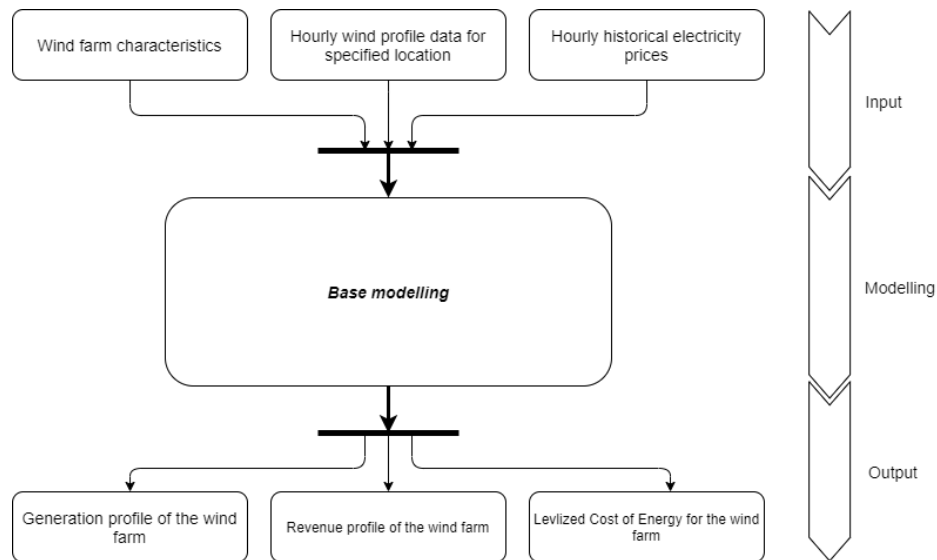 Wind farm characteristics
Hourly wind profile data for
specified location
Hourly historical electricity
prices
Input
Base modelling
Modelling
Output
Generation profile of the wind
farm
Revenue profile of the wind farm
Levlized Cost of Energy for the wind
farm